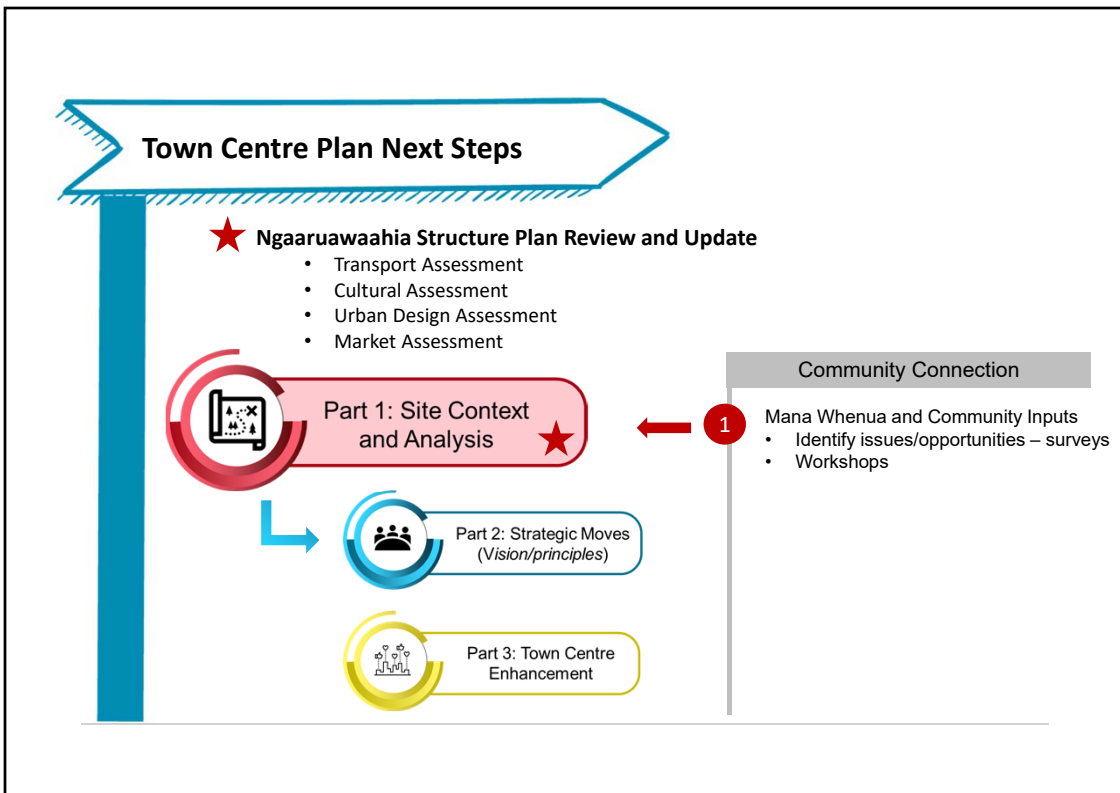 Town Centre Plan Next Steps
Ngaaruawaahia Structure Plan Review and Update
• Transport Assessment
• Cultural Assessment
• Urban Design Assessment
• Market Assessment
Part 1: Site Context
and Analysis
Part 2: Strategic Moves
(Vision/principles)
Part 3: Town Centre
Enhancement
Community Connection
1
Mana Whenua and Community Inputs
• Identify issues/opportunities – surveys
• Workshops